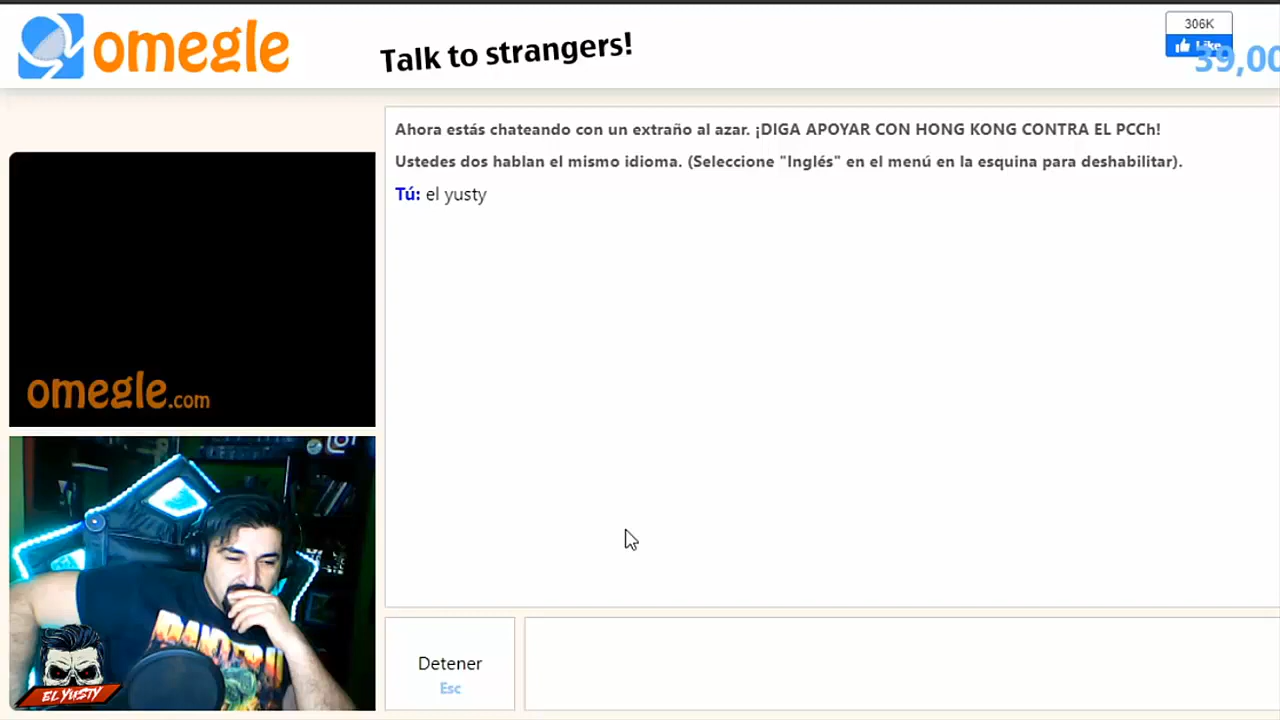 omegle
Talk to strangers!
306K
Like
39,00
Ahora estás chateando con un extraño al azar. ¡DIGA APOYAR CON HONG KONG CONTRA EL PCCh!
Ustedes dos hablan el mismo idioma. (Seleccione "Inglés" en el menú en la esquina para deshabilitar).
Tú: el yusty
omegle.com
PANTERA
EL YUSTY
Detener
Esc